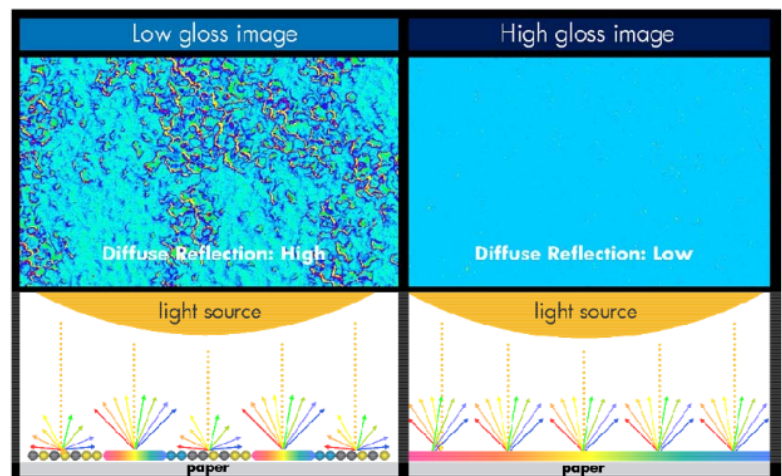 Low gloss image
High gloss image
Diffuse Reflection: High
Diffuse Reflection: Low
light source
light source
paper
paper